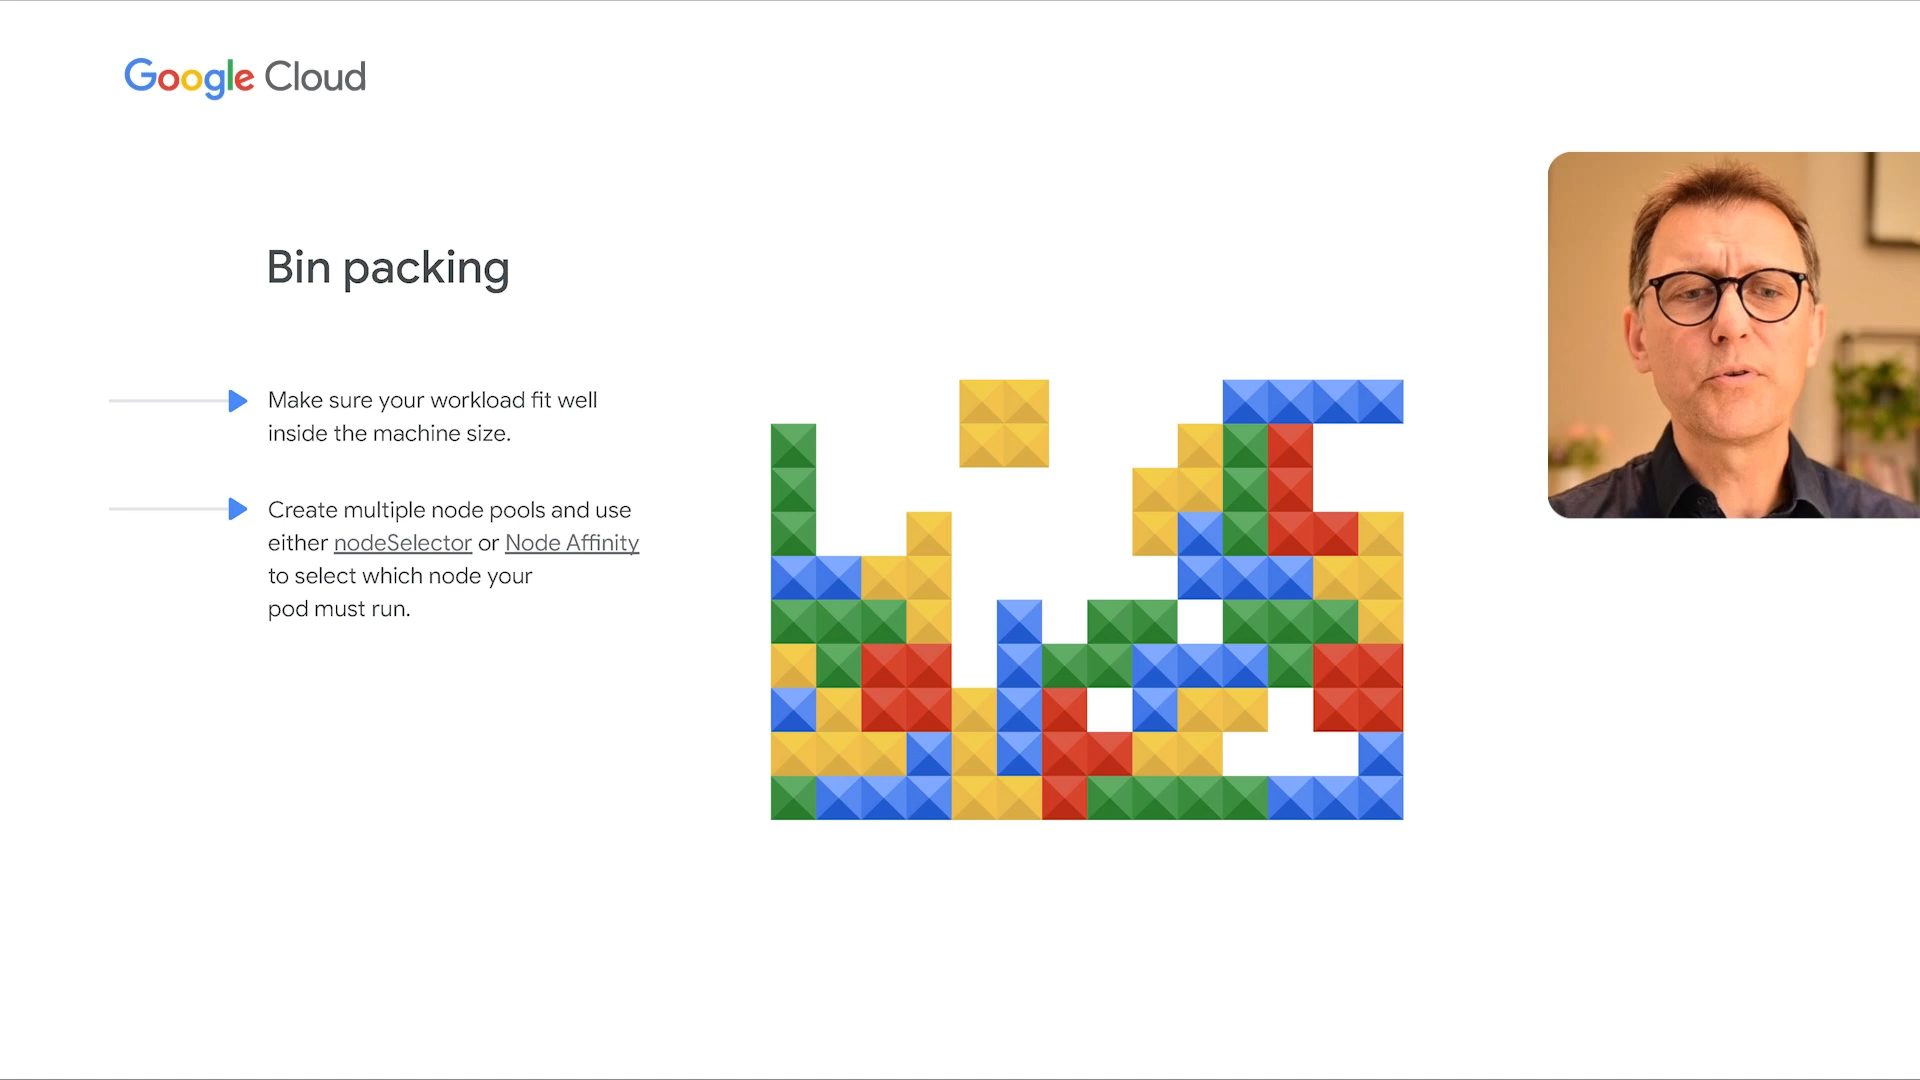 Google Cloud
Bin packing
Make sure your workload fit well
inside the machine size.
Create multiple node pools and use
either nodeSelector or Node Affinity
to select which node your
pod must run.